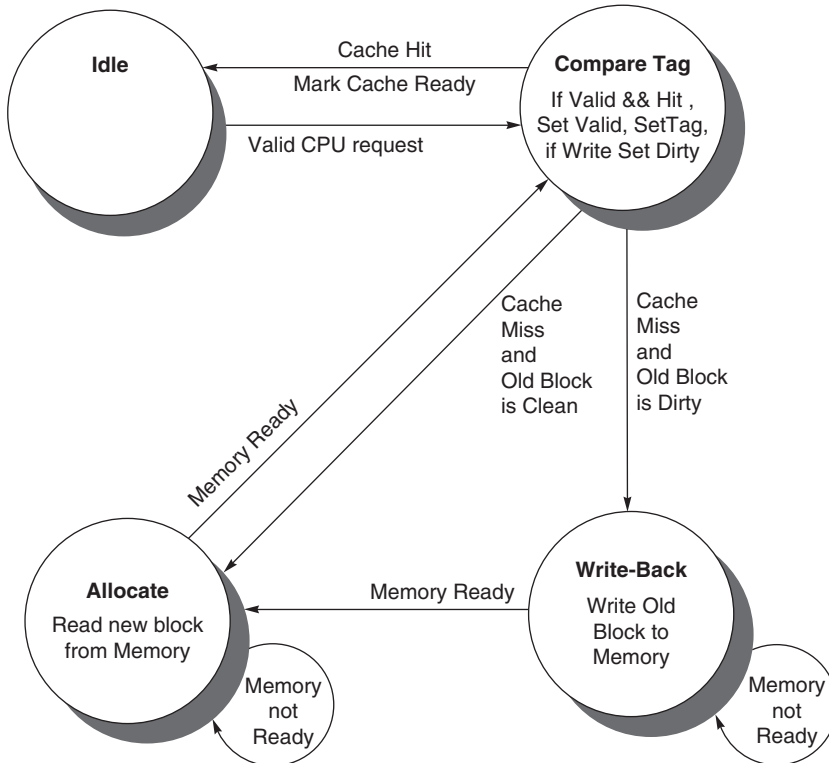 Idle
Cache Hit
Mark Cache Ready
Valid CPU request
Compare Tag
If Valid && Hit ,
Set Valid, SetTag,
if Write Set Dirty
Cache
Miss
and
Old Block
is Clean
Cache
Miss
and
Old Block
is Dirty
Memory Ready
Allocate
Read new block
from Memory
Memory
not
Ready
Memory Ready
Write-Back
Write Old
Block to
Memory
Memory
not
Ready